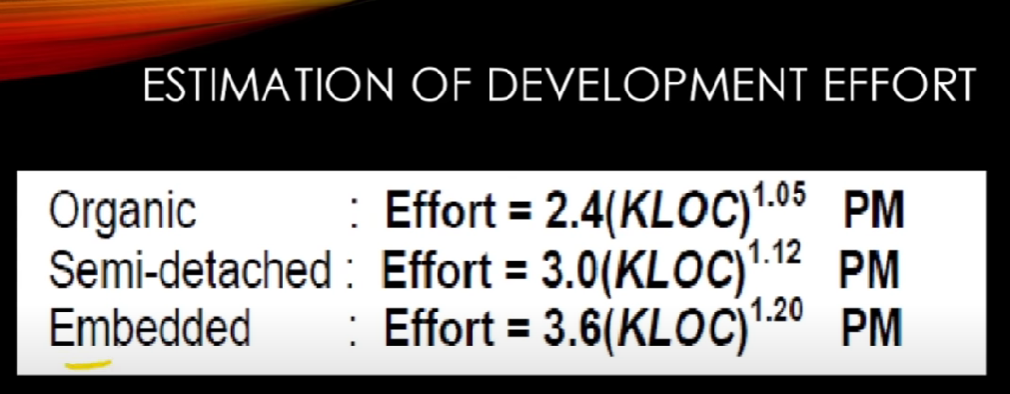 ESTIMATION OF DEVELOPMENT EFFORT
Organic : Effort = 2.4(KLOC)^1.05 PM
Semi-detached : Effort = 3.0(KLOC)^1.12 PM
Embedded : Effort = 3.6(KLOC)^1.20 PM